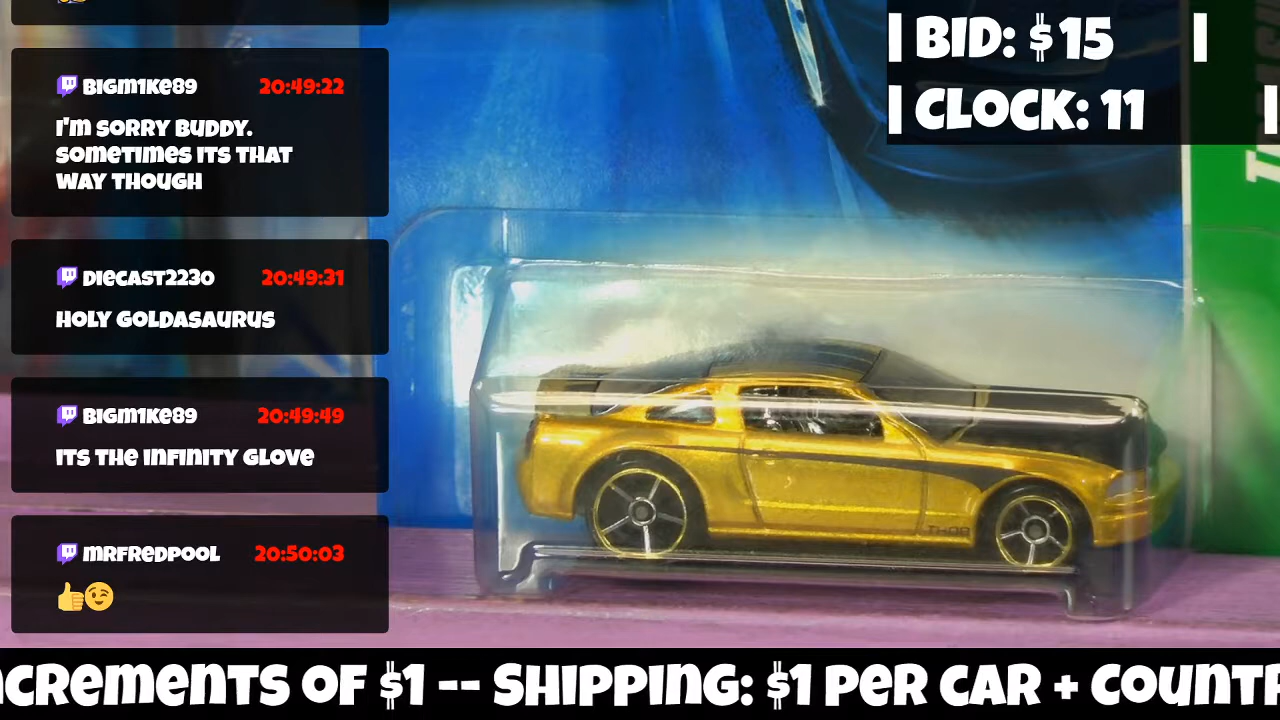 BIGM1KE89 20:49:22
I'M SORRY BUDDY.
SOMETIMES ITS THAT
WAY THOUGH
DIECAST2230 20:49:31
HOLY GOLDASAURUS
BIGM1KE89 20:49:49
ITS THE INFINITY GLOVE
MRFREDPOOL 20:50:03
👍😉
| BID: $15 |
| CLOCK: 11 |
THOR
NCREMENTS OF $1 -- SHIPPING: $1 PER CAR + COUNTR